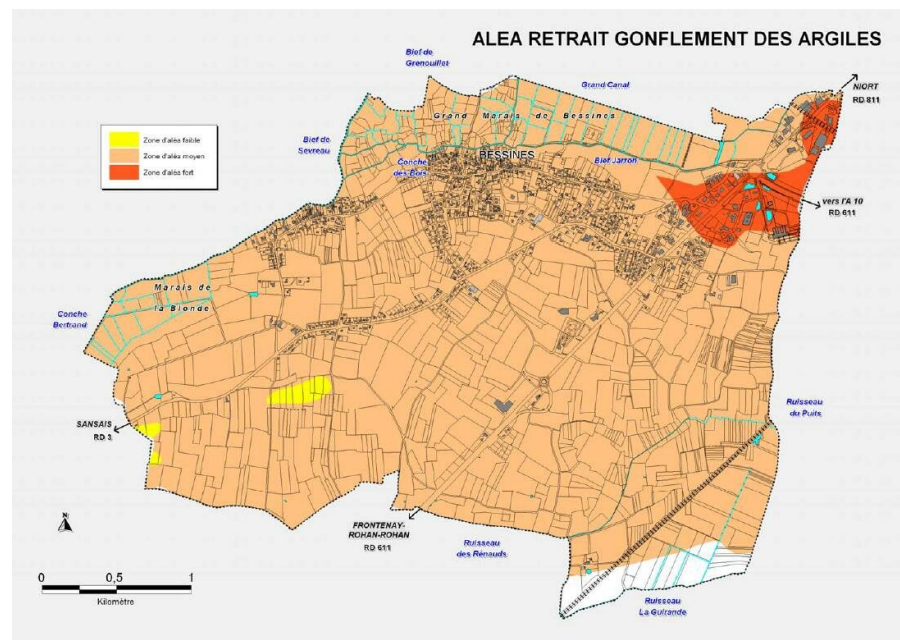 ALEA RETRAIT GONFLEMENT DES ARGILES
Bief de
Grenouillet
Grand Canal
NIORT
RD 811
Zone d'aléa faible
Zone d'aléa moyen
Zone d'aléa fort
Bief de
Sevreau
Grand Marais de Bessines
BESSINES
Conche
des Bois
Bief Jarron
vers l'A 10
RD 611
Marais de
la Blonde
Conche
Bertrand
SANSAIS
RD 3
Ruisseau
du Puits
N
FRONTENAY-
ROHAN-ROHAN
RD 611
Ruisseau
des Rénauds
0 0,5 1
Kilomètre
Ruisseau
La Guirande